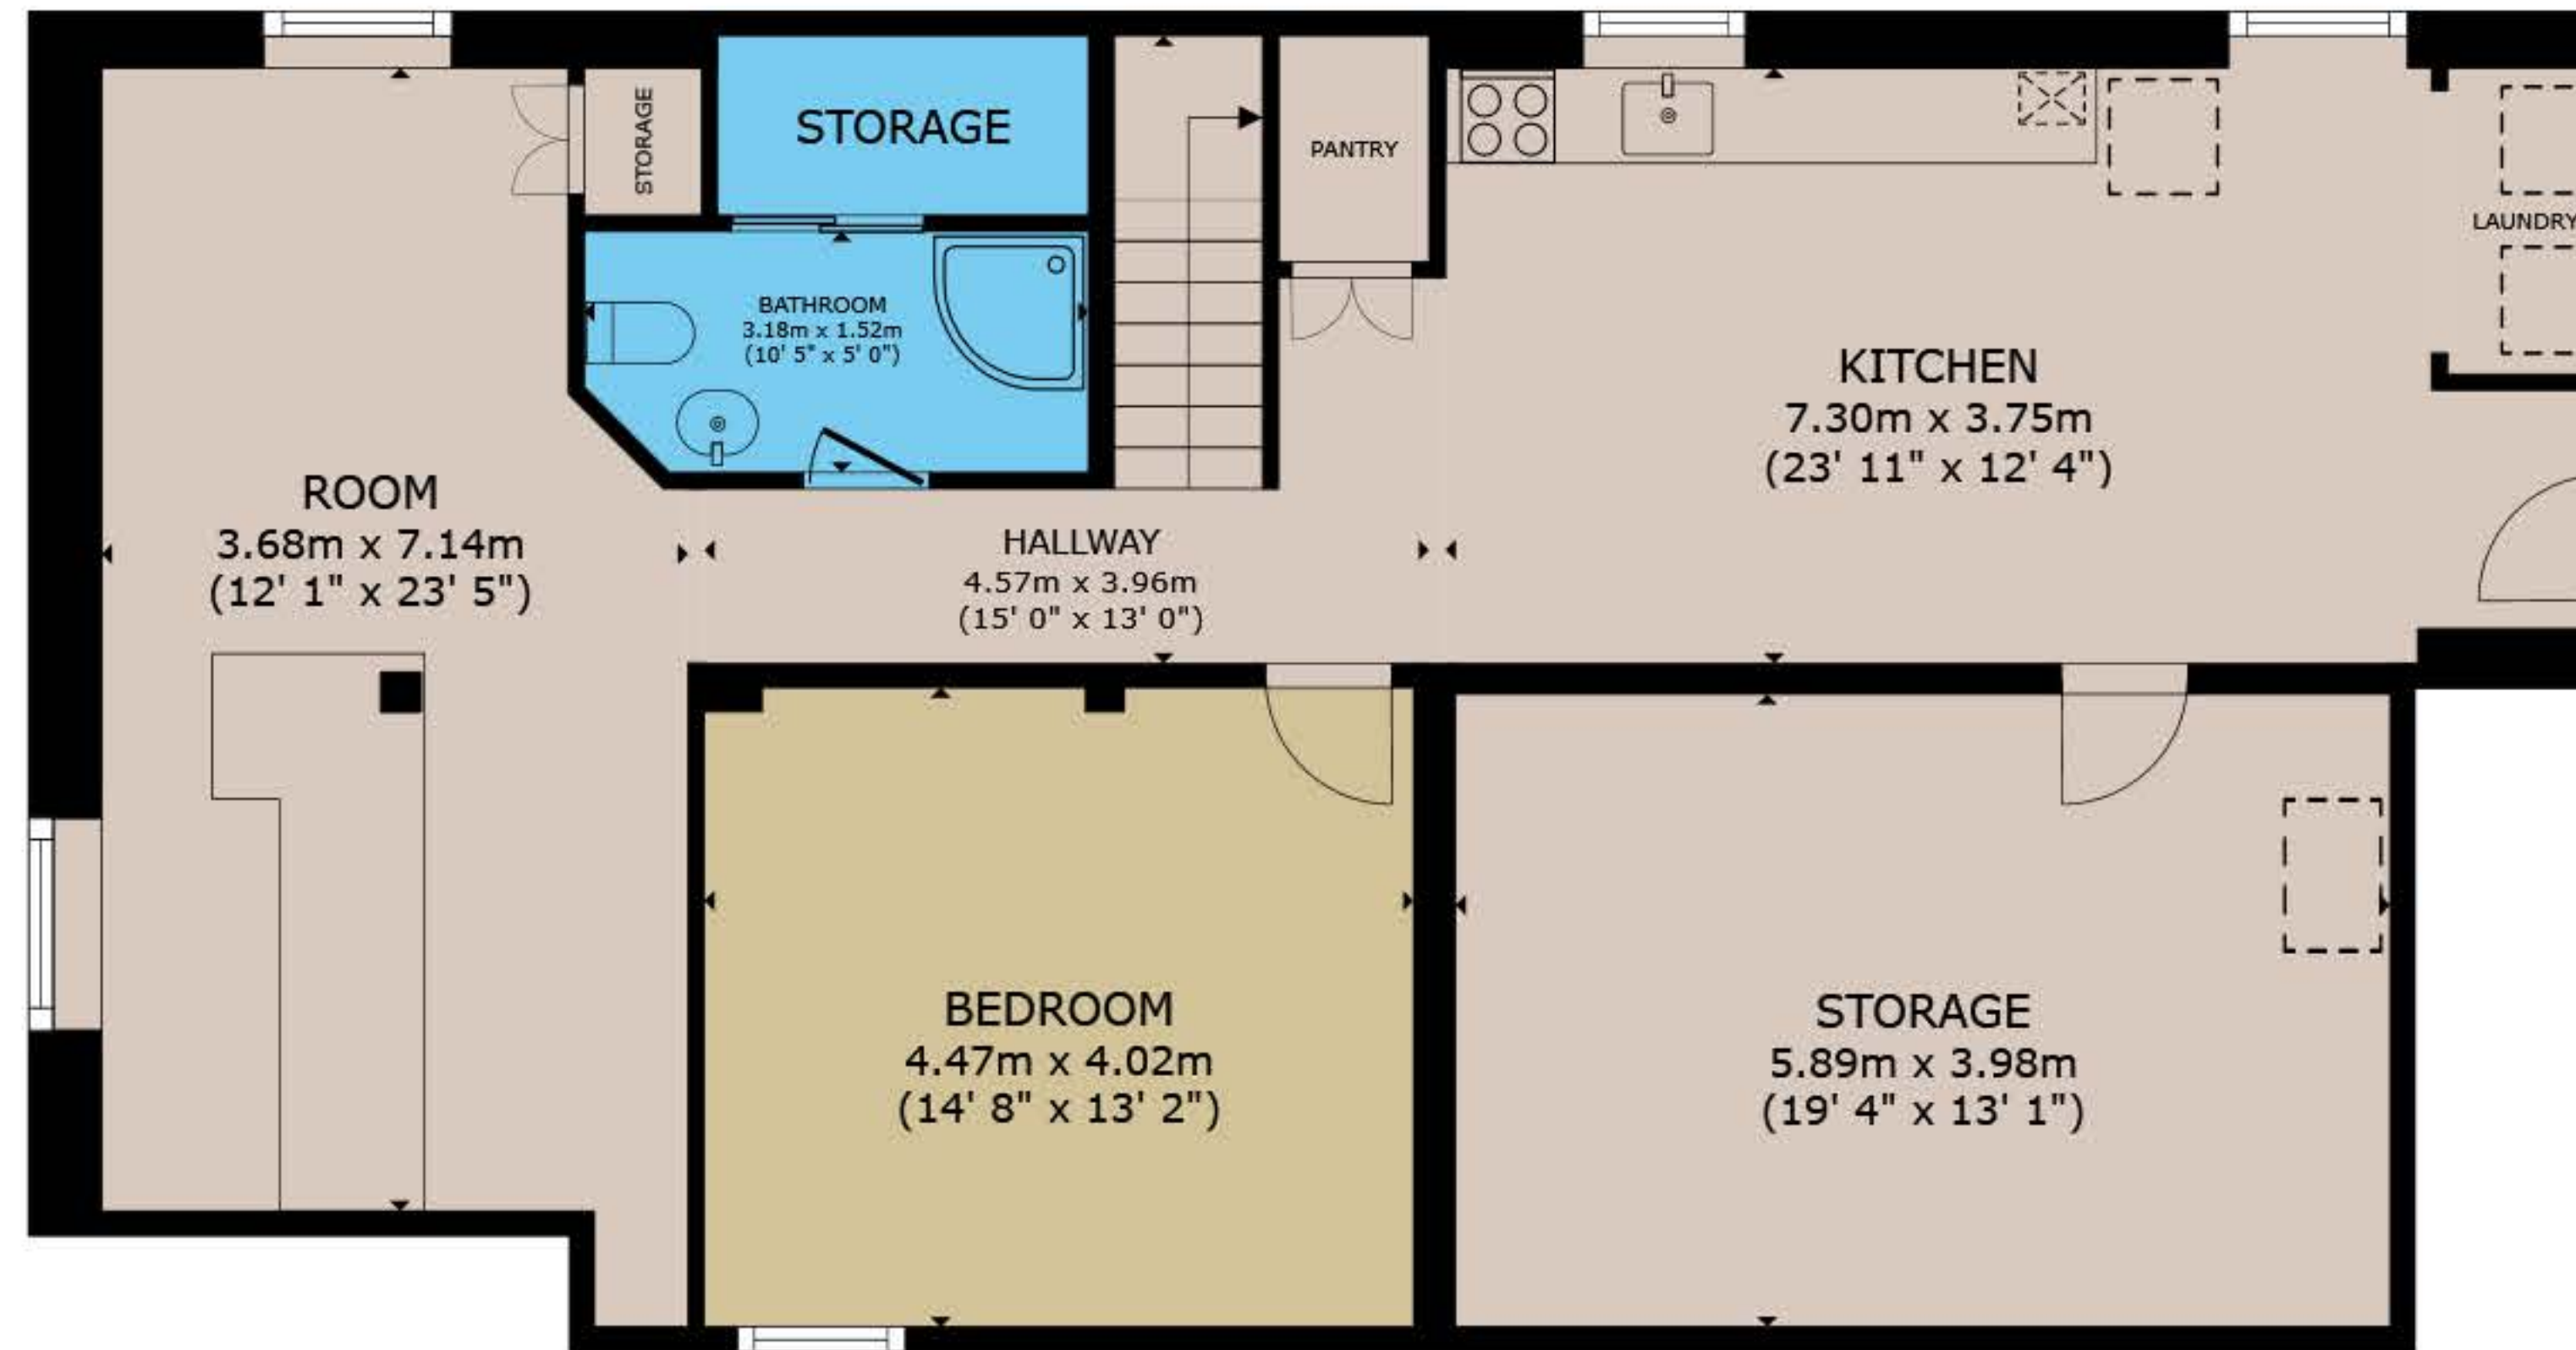 STORAGE
STORAGE
PANTRY
LAUNDRY
BATHROOM
3.18m x 1.52m
(10' 5" x 5' 0")
KITCHEN
7.30m x 3.75m
(23' 11" x 12' 4")
ROOM
3.68m x 7.14m
(12' 1" x 23' 5")
HALLWAY
4.57m x 3.96m
(15' 0" x 13' 0")
BEDROOM
4.47m x 4.02m
(14' 8" x 13' 2")
STORAGE
5.89m x 3.98m
(19' 4" x 13' 1")